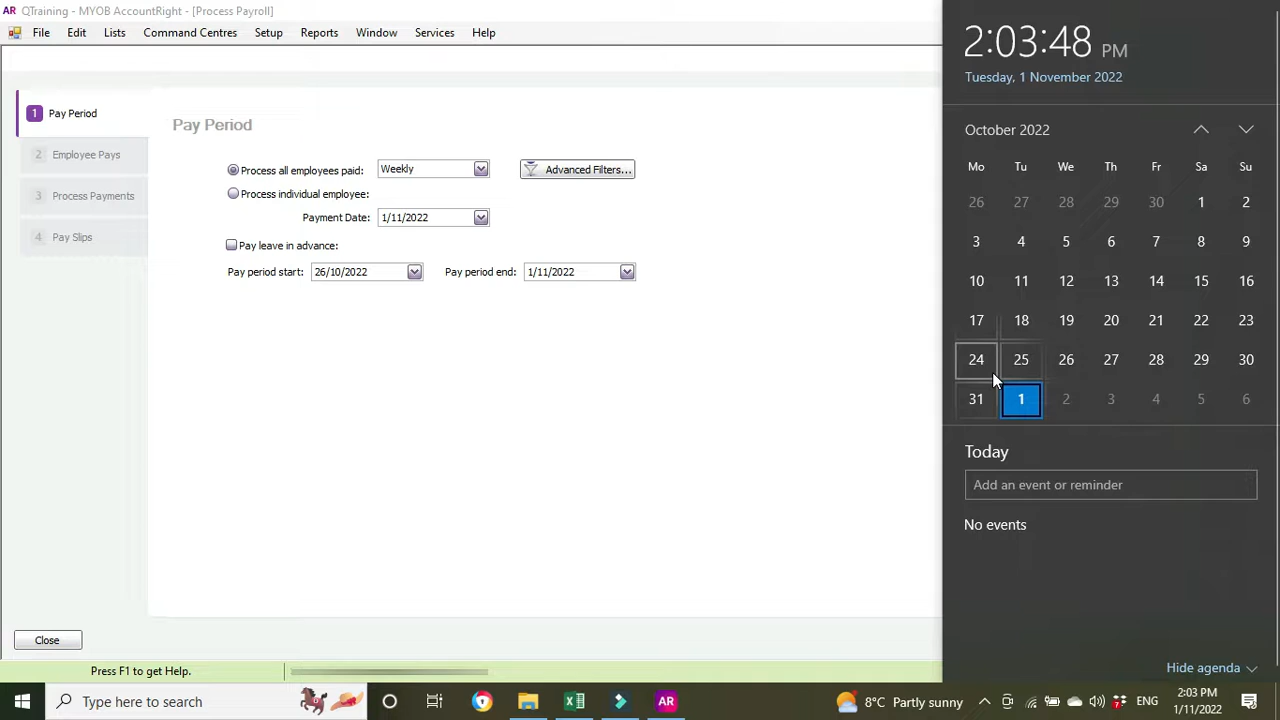 AR QTraining - MYOB AccountRight - [Process Payroll]
File Edit Lists Command Centres Setup Reports Window Services Help
1 Pay Period
2 Employee Pays
3 Process Payments
4 Pay Slips
Pay Period
Process all employees paid: Weekly Advanced Filters...
Process individual employee:
Payment Date: 1/11/2022
Pay leave in advance:
Pay period start: 26/10/2022 Pay period end: 1/11/2022
Close
Press F1 to get Help.
2:03:48 PM
Tuesday, 1 November 2022
October 2022
Mo Tu We Th Fr Sa Su
26 27 28 29 30 1 2
3 4 5 6 7 8 9
10 11 12 13 14 15 16
17 18 19 20 21 22 23
24 25 26 27 28 29 30
31 1 2 3 4 5 6
Today
Add an event or reminder
No events
Hide agenda
Type here to search
AR
8°C Partly sunny
ENG
2:03 PM
1/11/2022